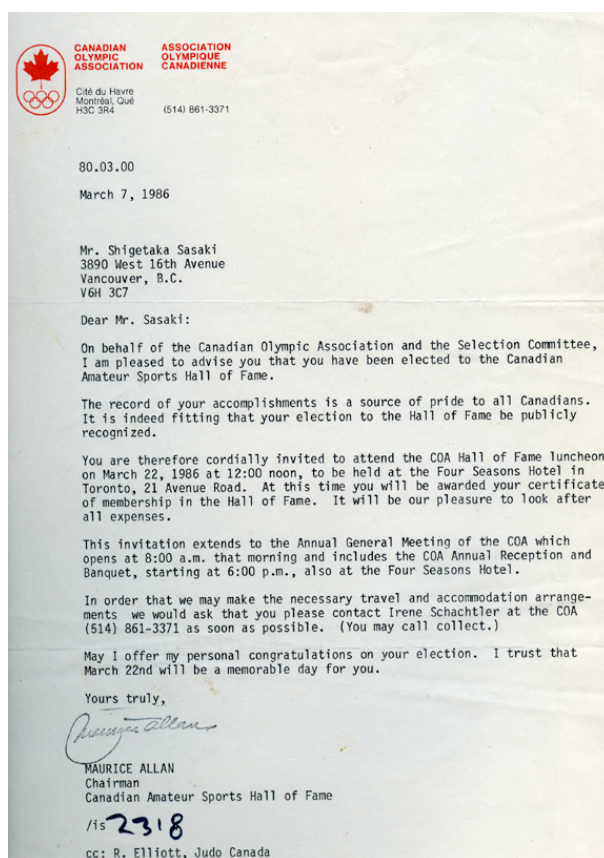 CANADIAN OLYMPIC ASSOCIATION
ASSOCIATION OLYMPIQUE CANADIENNE
Cité du Havre
Montréal, Qué
H3C 3R4 (514) 861-3371
80.03.00
March 7, 1986
Mr. Shigetaka Sasaki
3890 West 16th Avenue
Vancouver, B.C.
V6H 3C7
Dear Mr. Sasaki:
On behalf of the Canadian Olympic Association and the Selection Committee,
I am pleased to advise you that you have been elected to the Canadian
Amateur Sports Hall of Fame.
The record of your accomplishments is a source of pride to all Canadians.
It is indeed fitting that your election to the Hall of Fame be publicly
recognized.
You are therefore cordially invited to attend the COA Hall of Fame luncheon
on March 22, 1986 at 12:00 noon, to be held at the Four Seasons Hotel in
Toronto, 21 Avenue Road. At this time you will be awarded your certificate
of membership in the Hall of Fame. It will be our pleasure to look after
all expenses.
This invitation extends to the Annual General Meeting of the COA which
opens at 8:00 a.m. that morning and includes the COA Annual Reception and
Banquet, starting at 6:00 p.m., also at the Four Seasons Hotel.
In order that we may make the necessary travel and accommodation arrange-
ments we would ask that you please contact Irene Schachtler at the COA
(514) 861-3371 as soon as possible. (You may call collect.)
May I offer my personal congratulations on your election. I trust that
March 22nd will be a memorable day for you.
Yours truly,
Maurice Allan
MAURICE ALLAN
Chairman
Canadian Amateur Sports Hall of Fame
/is 2318
cc: R. Elliott, Judo Canada